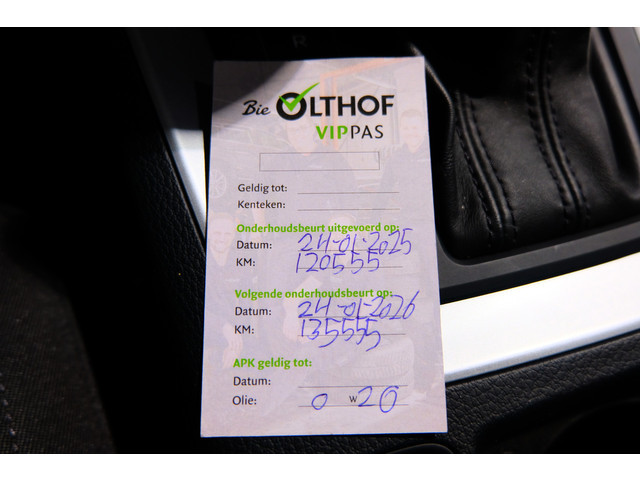 R
Bie OLTHOF
VIPPAS
Geldig tot:
Kenteken:
Onderhoudsbeurt uitgevoerd op:
Datum: 24-01-2025
KM: 120555
Volgende onderhoudsbeurt op:
Datum: 24-01-2026
KM: 135555
APK geldig tot:
Datum:
Olie: 0 W 20